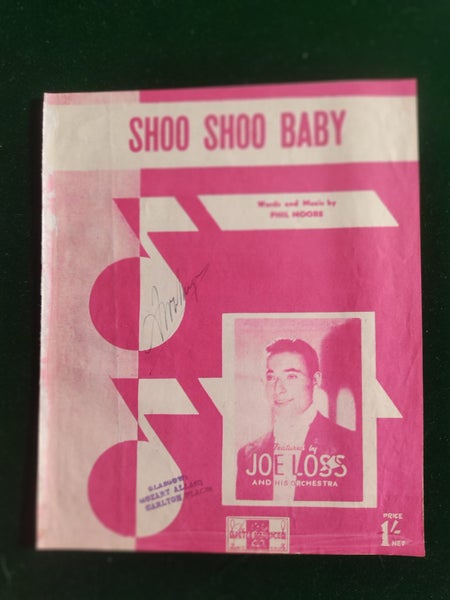 SHOO SHOO BABY
Words and Music by
PHIL MOORE
Featured by
JOE LOSS
AND HIS ORCHESTRA
GLASGOW:
MOZART ALLAN,
CARLTON PLACE
PRICE
1/-
NET